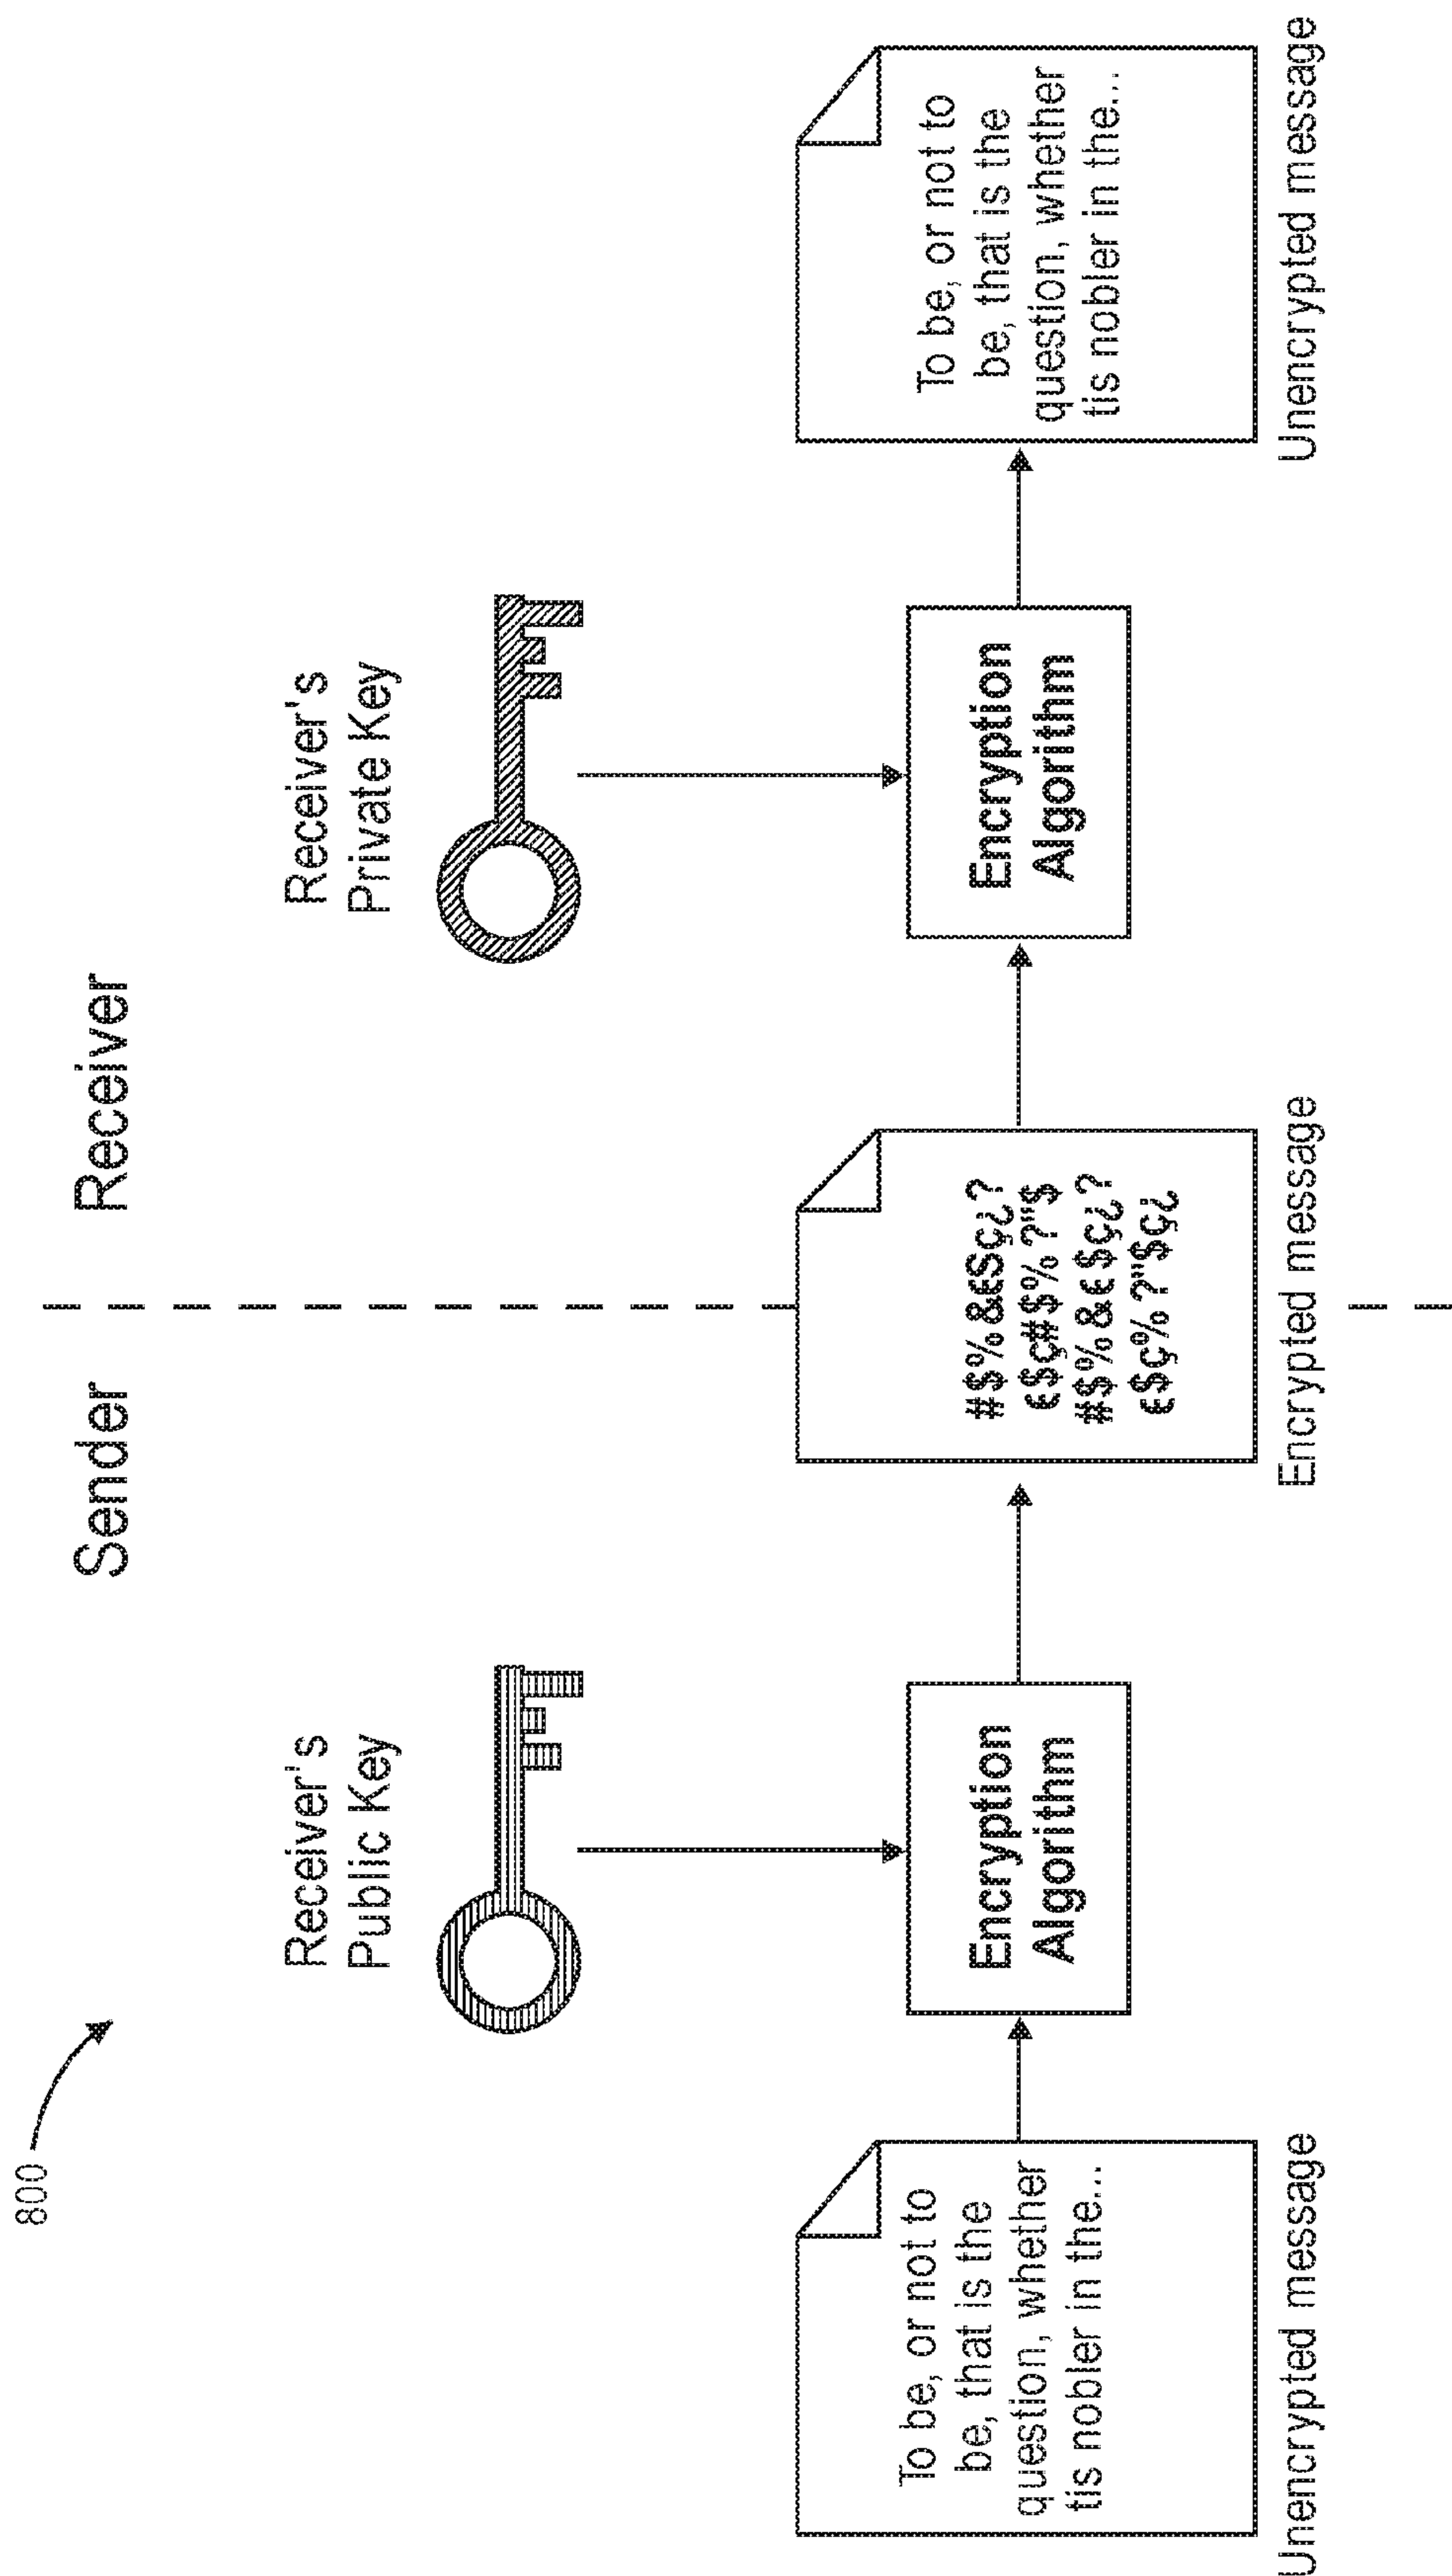 800
Sender
Receiver
Receiver's
Public Key
Receiver's
Private Key
To be, or not to
be, that is the
question, whether
tis nobler in the...
Unencrypted message
Encryption
Algorithm
#$%&€$ç¿?
€$ç#$%?"$
#$%&€$ç¿?
€$ç%?"$ç¿
Encrypted message
Encryption
Algorithm
To be, or not to
be, that is the
question, whether
tis nobler in the...
Unencrypted message